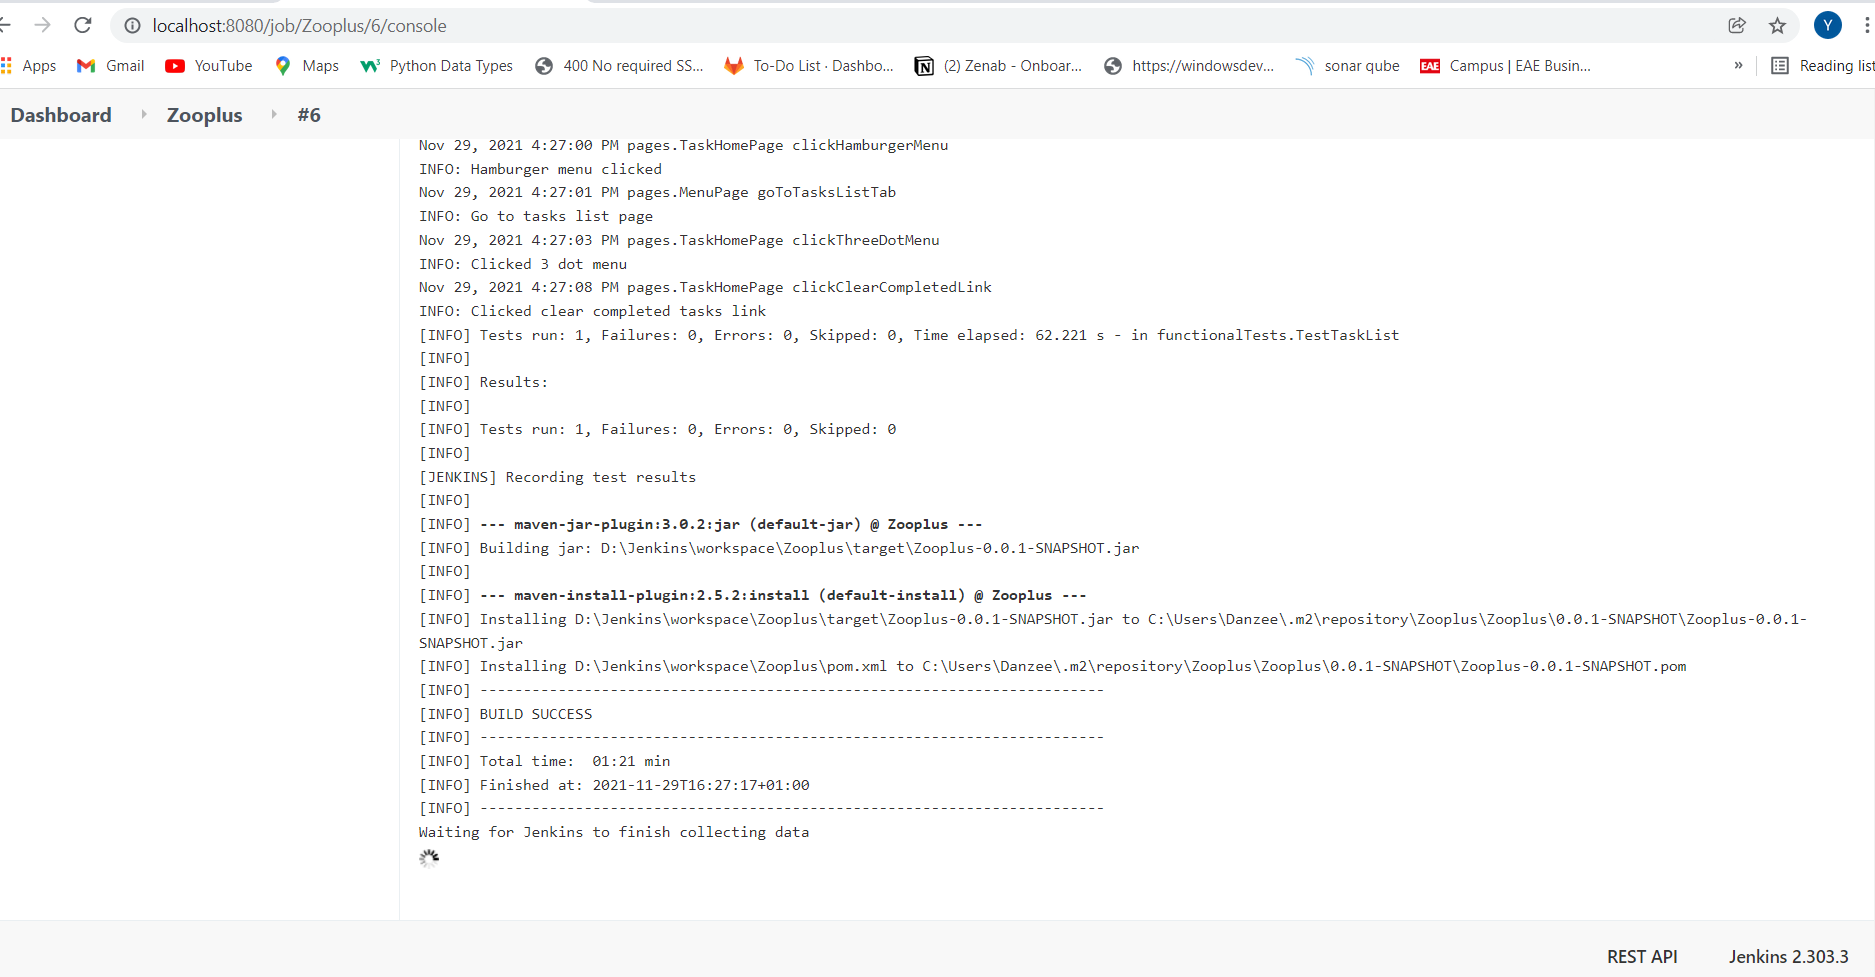 localhost:8080/job/Zooplus/6/console
Y
Apps Gmail YouTube Maps Python Data Types 400 No required SS... To-Do List · Dashbo... (2) Zenab - Onboar... https://windowsdev... sonar qube EAE Campus | EAE Busin... » Reading list
Dashboard Zooplus #6
Nov 29, 2021 4:27:00 PM pages.TaskHomePage clickHamburgerMenu
INFO: Hamburger menu clicked
Nov 29, 2021 4:27:01 PM pages.MenuPage goToTasksListTab
INFO: Go to tasks list page
Nov 29, 2021 4:27:03 PM pages.TaskHomePage clickThreeDotMenu
INFO: Clicked 3 dot menu
Nov 29, 2021 4:27:08 PM pages.TaskHomePage clickClearCompletedLink
INFO: Clicked clear completed tasks link
[INFO] Tests run: 1, Failures: 0, Errors: 0, Skipped: 0, Time elapsed: 62.221 s - in functionalTests.TestTaskList
[INFO]
[INFO] Results:
[INFO]
[INFO] Tests run: 1, Failures: 0, Errors: 0, Skipped: 0
[INFO]
[JENKINS] Recording test results
[INFO]
[INFO] --- maven-jar-plugin:3.0.2:jar (default-jar) @ Zooplus ---
[INFO] Building jar: D:\Jenkins\workspace\Zooplus\target\Zooplus-0.0.1-SNAPSHOT.jar
[INFO]
[INFO] --- maven-install-plugin:2.5.2:install (default-install) @ Zooplus ---
[INFO] Installing D:\Jenkins\workspace\Zooplus\target\Zooplus-0.0.1-SNAPSHOT.jar to C:\Users\Danzee\.m2\repository\Zooplus\Zooplus\0.0.1-SNAPSHOT\Zooplus-0.0.1-
SNAPSHOT.jar
[INFO] Installing D:\Jenkins\workspace\Zooplus\pom.xml to C:\Users\Danzee\.m2\repository\Zooplus\Zooplus\0.0.1-SNAPSHOT\Zooplus-0.0.1-SNAPSHOT.pom
[INFO] ------------------------------------------------------------------------
[INFO] BUILD SUCCESS
[INFO] ------------------------------------------------------------------------
[INFO] Total time:  01:21 min
[INFO] Finished at: 2021-11-29T16:27:17+01:00
[INFO] ------------------------------------------------------------------------
Waiting for Jenkins to finish collecting data
REST API Jenkins 2.303.3